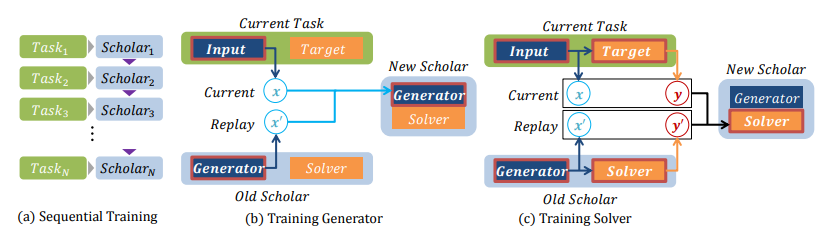 Task1
Scholar1
Task2
Scholar2
Task3
Scholar3
⋮
TaskN
ScholarN
(a) Sequential Training
Current Task
Input
Target
Current
x
Replay
x′
New Scholar
Generator
Solver
Generator
Solver
Old Scholar
(b) Training Generator
Current Task
Input
Target
Current
x
y
Replay
x′
y′
New Scholar
Generator
Solver
Generator
Solver
Old Scholar
(c) Training Solver